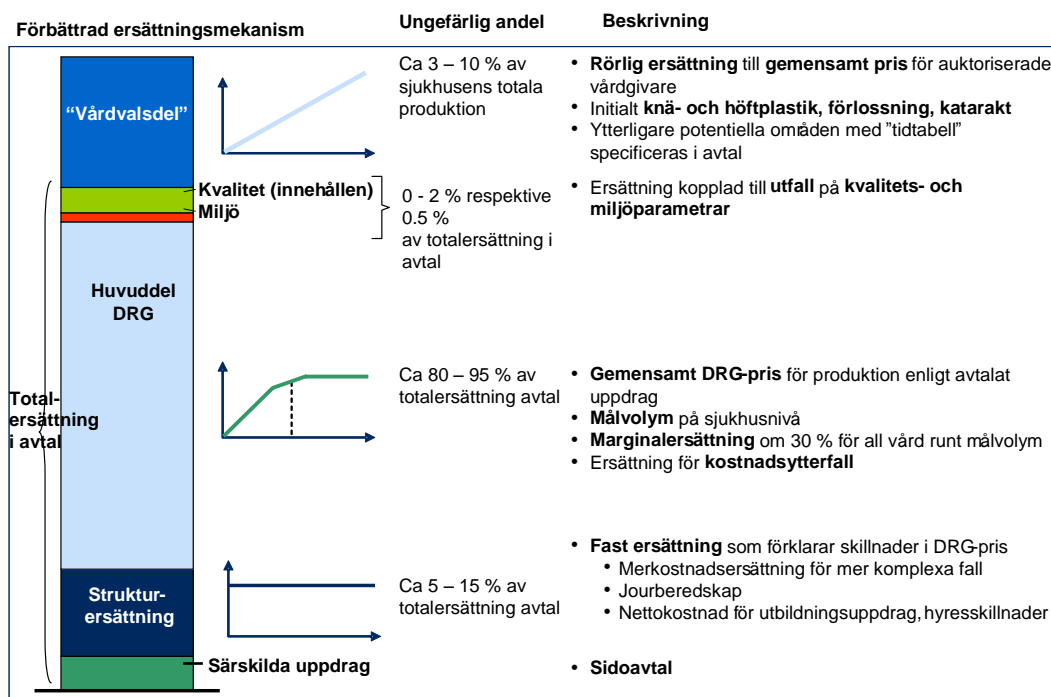 Förbättrad ersättningsmekanism
Ungefärlig andel
Beskrivning
“Vårdvalsdel”
Ca 3 – 10 % av
sjukhusens totala
produktion
• Rörlig ersättning till gemensamt pris för auktoriserade
vårdgivare
• Initialt knä- och höftplastik, förlossning, katarakt
• Ytterligare potentiella områden med ”tidtabell”
specificeras i avtal
Kvalitet (innehållen)
Miljö
0 - 2 % respektive
0.5 %
av totalersättning i
avtal
• Ersättning kopplad till utfall på kvalitets- och
miljöparametrar
Huvuddel
DRG
Total-
ersättning
i avtal
Ca 80 – 95 % av
totalersättning avtal
• Gemensamt DRG-pris för produktion enligt avtalat
uppdrag
• Målvolym på sjukhusnivå
• Marginalersättning om 30 % för all vård runt målvolym
• Ersättning för kostnadsytterfall
Struktur-
ersättning
Ca 5 – 15 % av
totalersättning avtal
• Fast ersättning som förklarar skillnader i DRG-pris
• Merkostnadsersättning för mer komplexa fall
• Jourberedskap
• Nettokostnad för utbildningsuppdrag, hyresskillnader
Särskilda uppdrag
• Sidoavtal